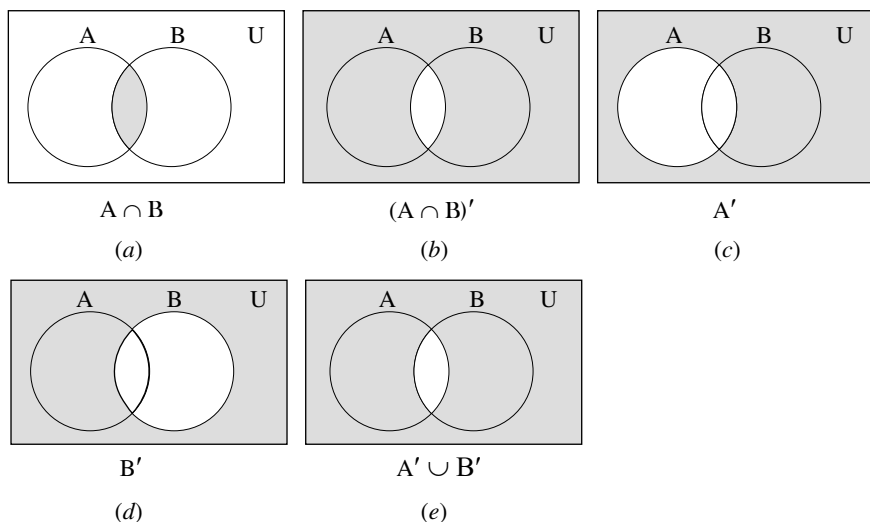 A B U
A B U
A B U
A ∩ B
(A ∩ B)′
A′
(a)
(b)
(c)
A B U
A B U
B′
A′ ∪ B′
(d)
(e)